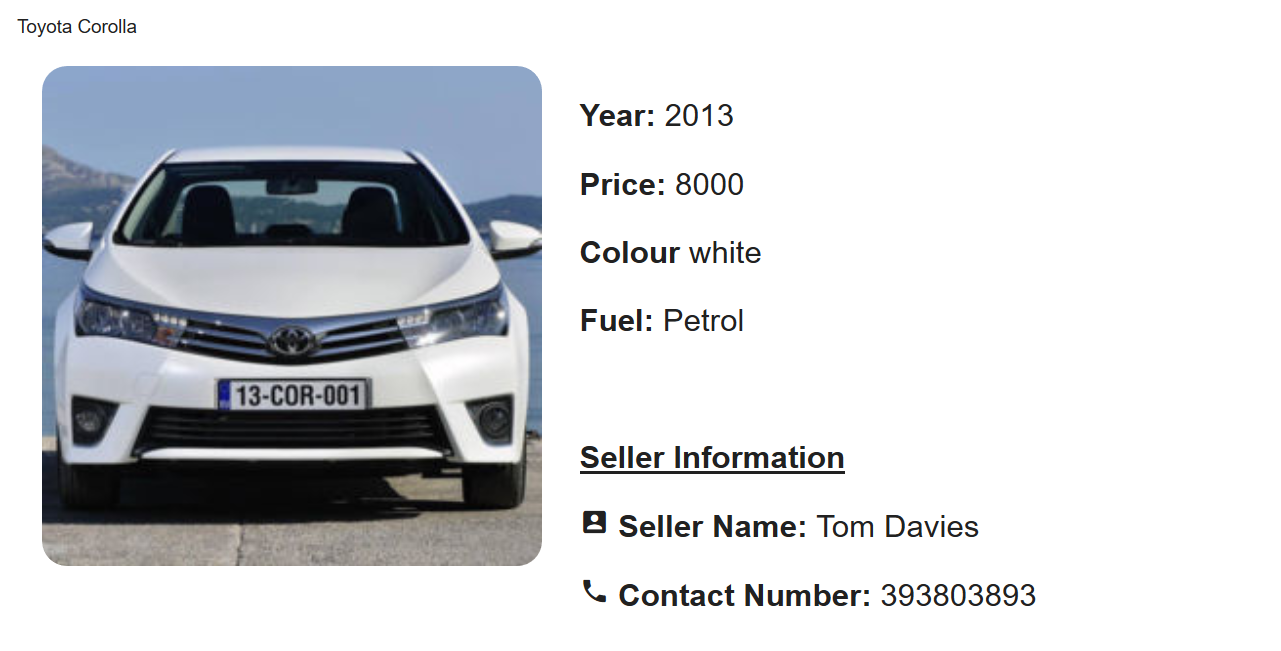 Toyota Corolla
13-COR-001
Year: 2013
Price: 8000
Colour white
Fuel: Petrol
Seller Information
Seller Name: Tom Davies
Contact Number: 393803893